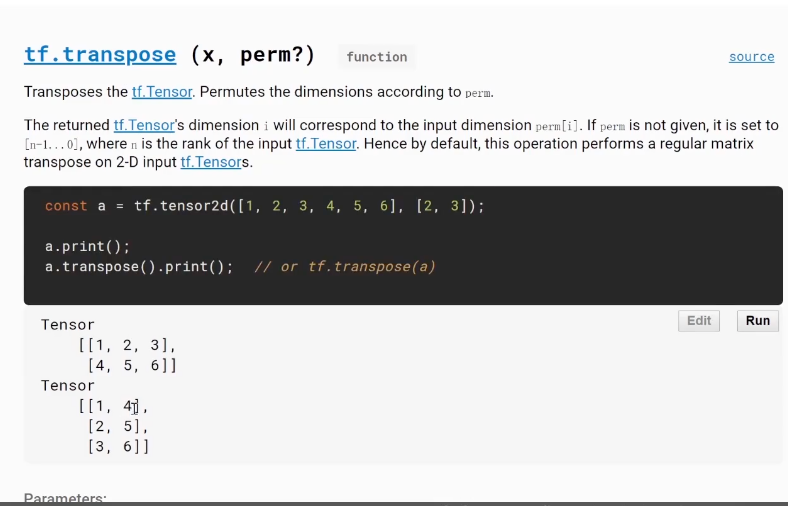 tf.transpose (x, perm?) function source
Transposes the tf.Tensor. Permutes the dimensions according to perm.
The returned tf.Tensor's dimension i will correspond to the input dimension perm[i]. If perm is not given, it is set to
[n-1...0], where n is the rank of the input tf.Tensor. Hence by default, this operation performs a regular matrix
transpose on 2-D input tf.Tensors.
const a = tf.tensor2d([1, 2, 3, 4, 5, 6], [2, 3]);
a.print();
a.transpose().print(); // or tf.transpose(a)
Edit Run
Tensor
[[1, 2, 3],
[4, 5, 6]]
Tensor
[[1, 4],
[2, 5],
[3, 6]]
Parameters: